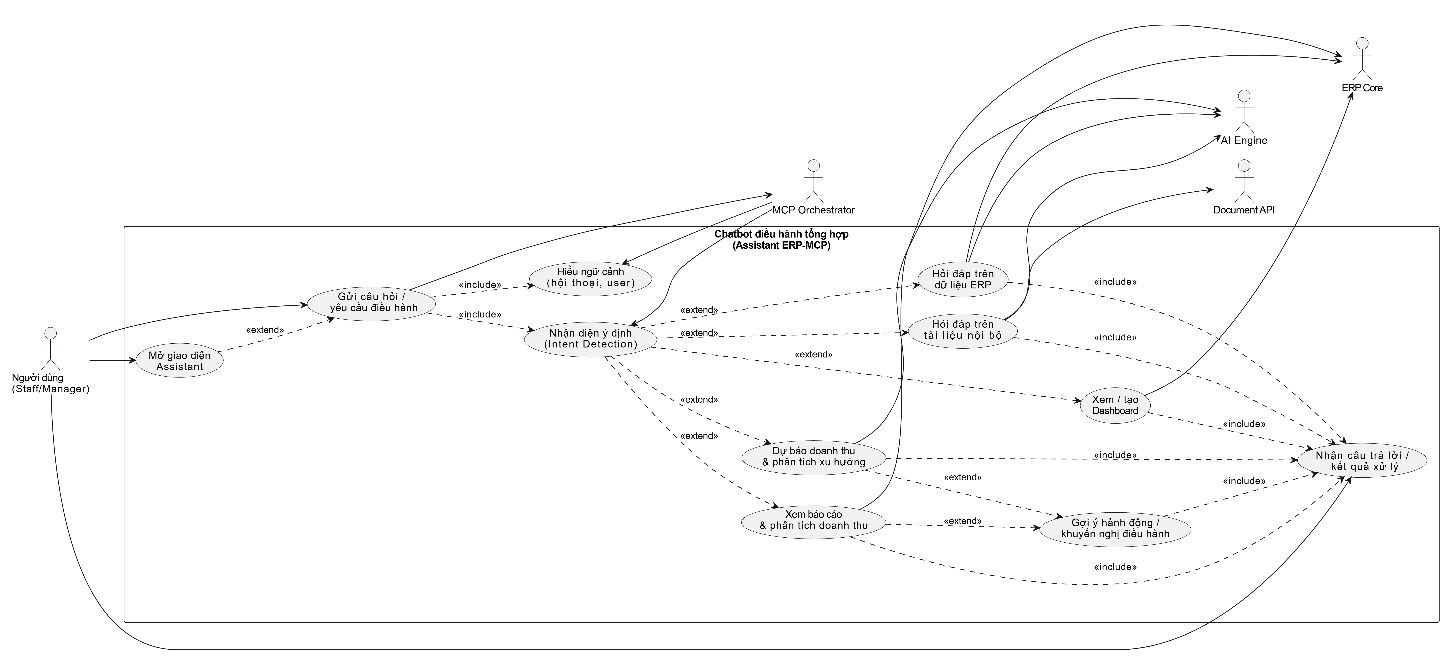 ERP Core
AI Engine
Document API
MCP Orchestrator
Chatbot điều hành tổng hợp
(Assistant ERP-MCP)
Hiểu ngữ cảnh
(hội thoại, user)
Hỏi đáp trên
dữ liệu ERP
«include»
«include»
Gửi câu hỏi /
yêu cầu điều hành
«include»
«extend»
«extend»
Nhận diện ý định
(Intent Detection)
«extend»
Hỏi đáp trên
tài liệu nội bộ
«include»
Mở giao diện
Assistant
«extend»
Người dùng
(Staff/Manager)
«extend»
Xem / tạo
Dashboard
«include»
«extend»
Dự báo doanh thu
& phân tích xu hướng
«include»
Nhận câu trả lời /
kết quả xử lý
«extend»
«include»
Xem báo cáo
& phân tích doanh thu
«extend»
Gợi ý hành động /
khuyến nghị điều hành
«include»